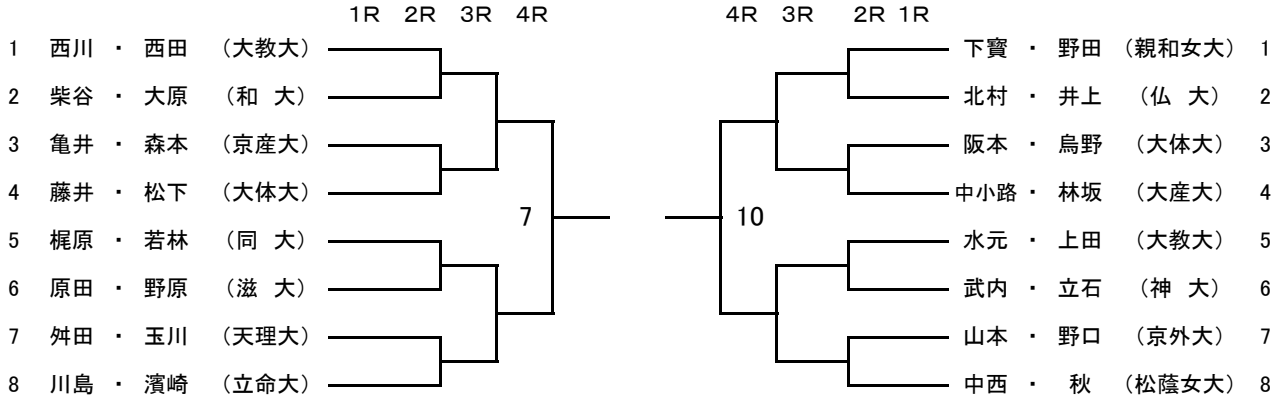 1R 2R 3R 4R 4R 3R 2R 1R
1 西川 ・ 西田 （大教大） 下寳 ・ 野田 （親和女大） 1
2 柴谷 ・ 大原 （和 大） 北村 ・ 井上 （仏 大） 2
3 亀井 ・ 森本 （京産大） 阪本 ・ 烏野 （大体大） 3
4 藤井 ・ 松下 （大体大） 中小路 ・ 林坂 （大産大） 4
7 10
5 梶原 ・ 若林 （同 大） 水元 ・ 上田 （大教大） 5
6 原田 ・ 野原 （滋 大） 武内 ・ 立石 （神 大） 6
7 舛田 ・ 玉川 （天理大） 山本 ・ 野口 （京外大） 7
8 川島 ・ 濱崎 （立命大） 中西 ・ 秋 （松蔭女大） 8